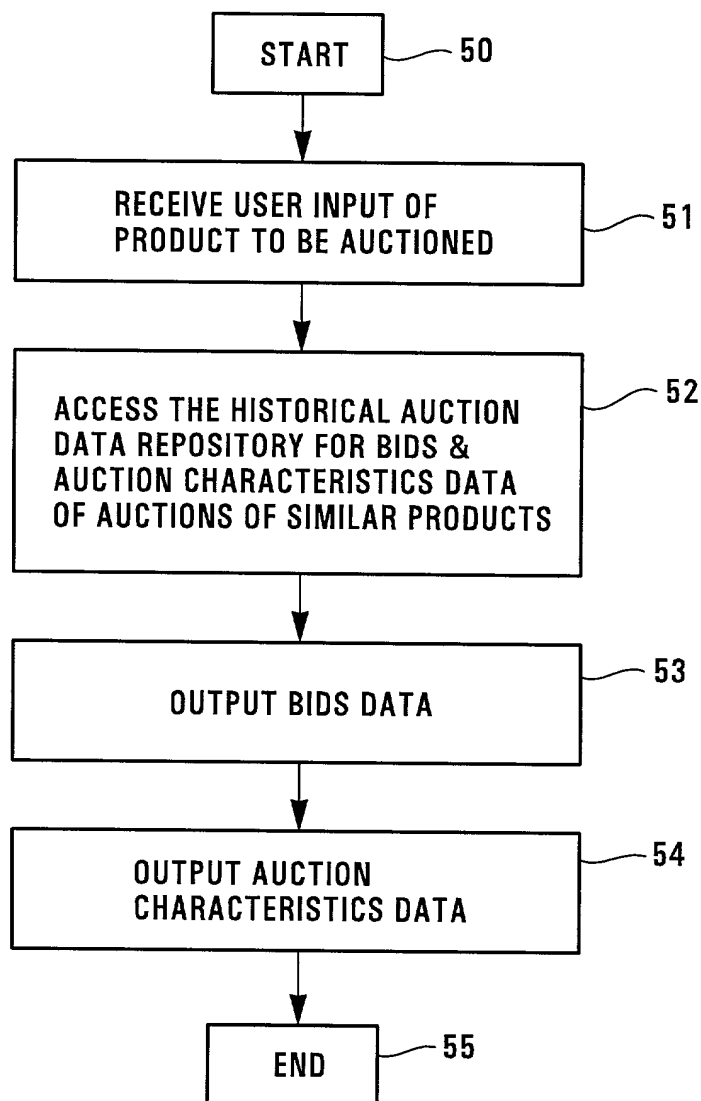 START
50
RECEIVE USER INPUT OF
PRODUCT TO BE AUCTIONED
51
ACCESS THE HISTORICAL AUCTION
DATA REPOSITORY FOR BIDS &
AUCTION CHARACTERISTICS DATA
OF AUCTIONS OF SIMILAR PRODUCTS
52
OUTPUT BIDS DATA
53
OUTPUT AUCTION
CHARACTERISTICS DATA
54
END
55